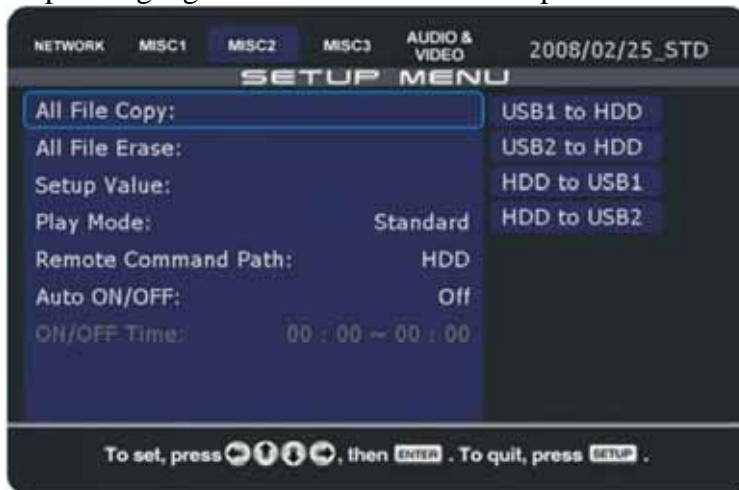 NETWORK MISC1 MISC2 MISC3 AUDIO & VIDEO 2008/02/25_STD
SETUP MENU
All File Copy: USB1 to HDD
All File Erase: USB2 to HDD
Setup Value: HDD to USB1
Play Mode: Standard HDD to USB2
Remote Command Path: HDD
Auto ON/OFF: Off
ON/OFF Time: 00 : 00 ~ 00 : 00
To set, press , then ENTER . To quit, press SETUP .